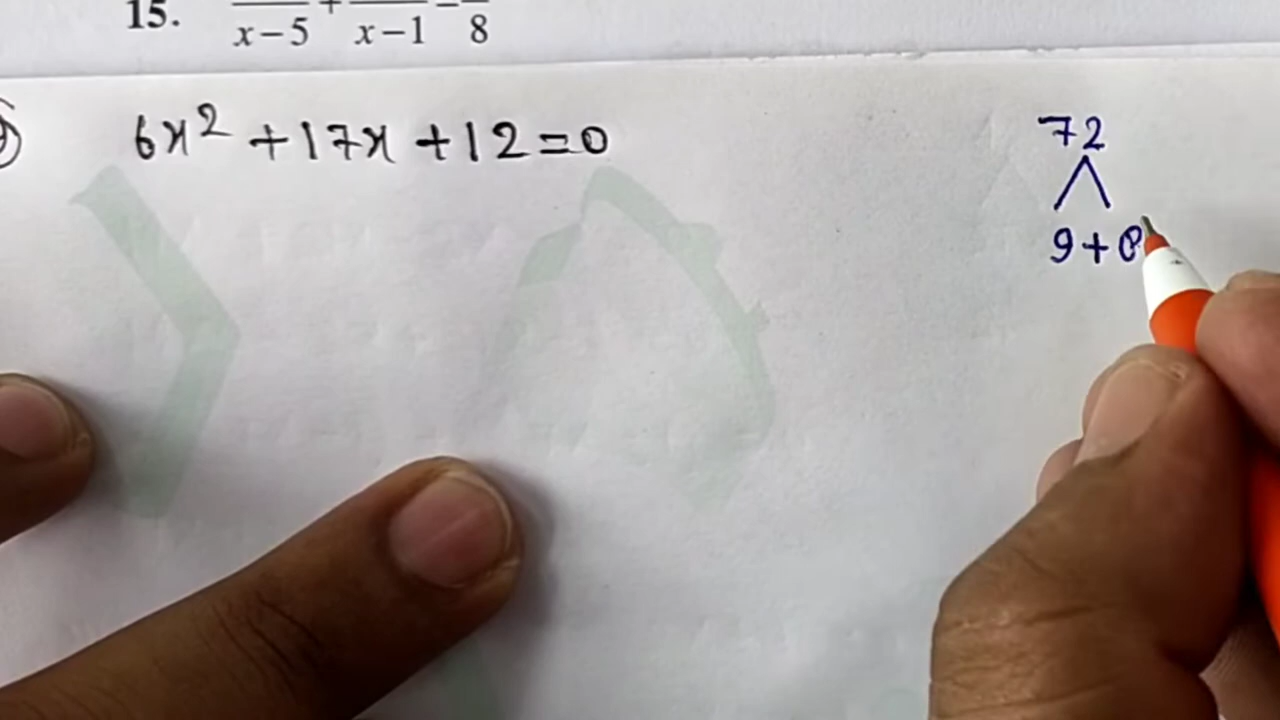 15. x-5 + x-1 - 8
6x² + 17x + 12 = 0
72
9+8